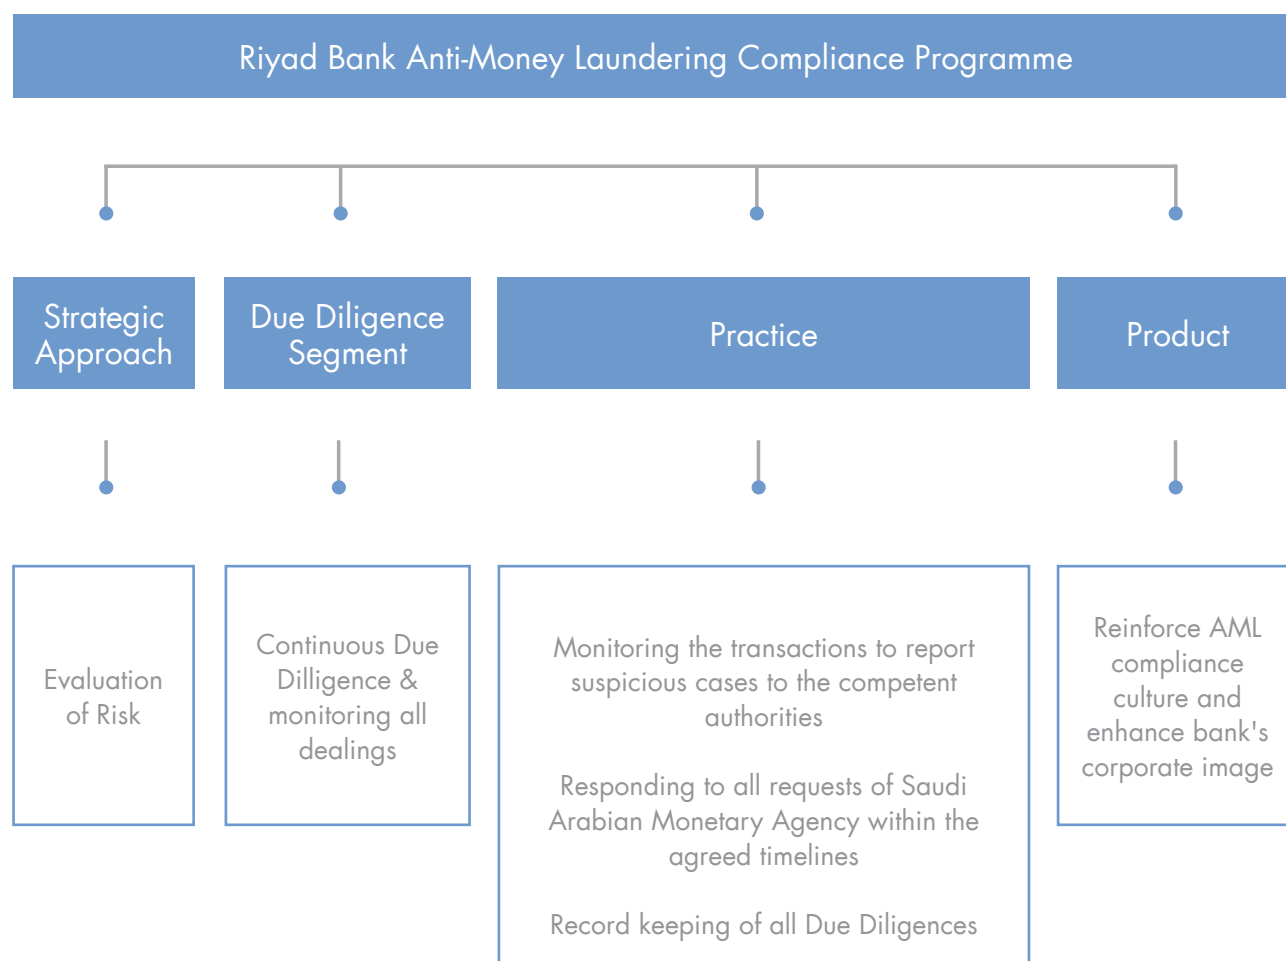 Riyad Bank Anti-Money Laundering Compliance Programme
Strategic
Approach
Due Diligence
Segment
Practice
Product
Evaluation
of Risk
Continuous Due
Dilligence &
monitoring all
dealings
Monitoring the transactions to report
suspicious cases to the competent
authorities
Responding to all requests of Saudi
Arabian Monetary Agency within the
agreed timelines
Record keeping of all Due Diligences
Reinforce AML
compliance
culture and
enhance bank's
corporate image